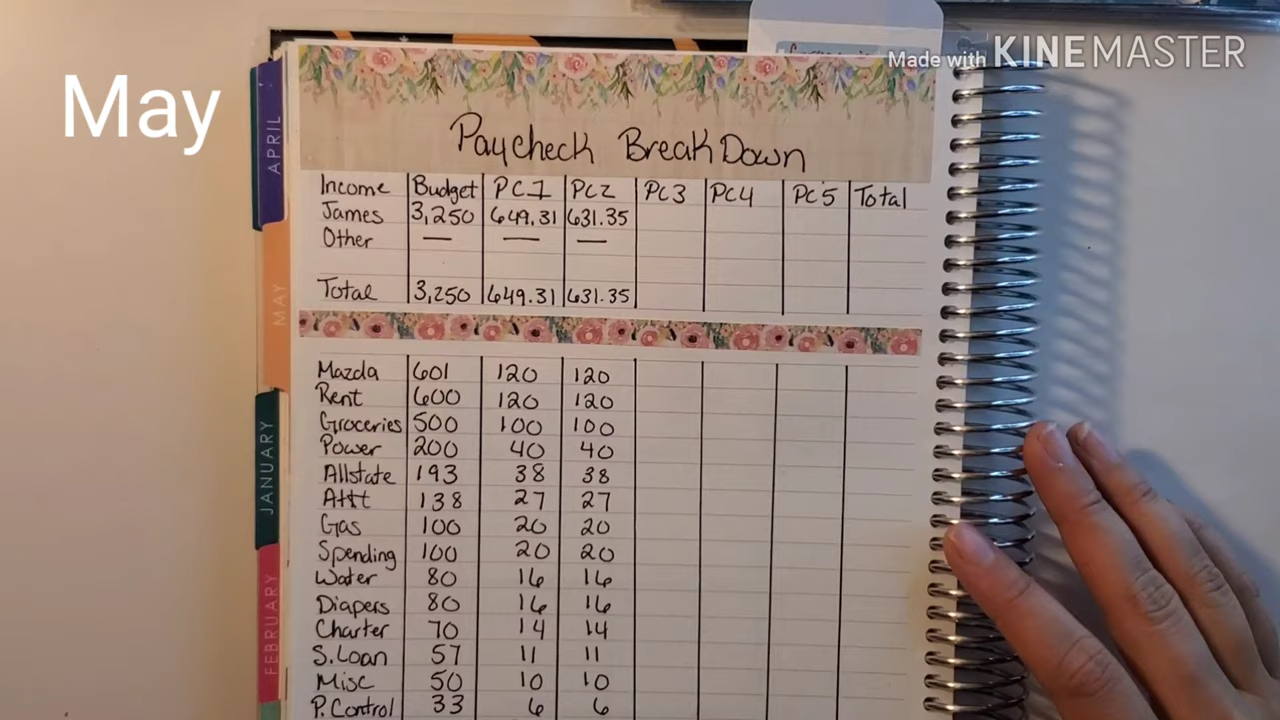 Made with KINEMASTER
May
APRIL
MAY
JANUARY
FEBRUARY
Paycheck BreakDown
Income Budget PC1 PC2 PC3 PC4 PC5 Total
James 3,250 649.31 631.35
Other — — —
Total 3,250 649.31 631.35
Mazda 601 120 120
Rent 600 120 120
Groceries 500 100 100
Power 200 40 40
Allstate 193 38 38
At&t 138 27 27
Gas 100 20 20
Spending 100 20 20
Water 80 16 16
Diapers 80 16 16
Charter 70 14 14
S.Loan 57 11 11
Misc 50 10 10
P.Control 33 6 6